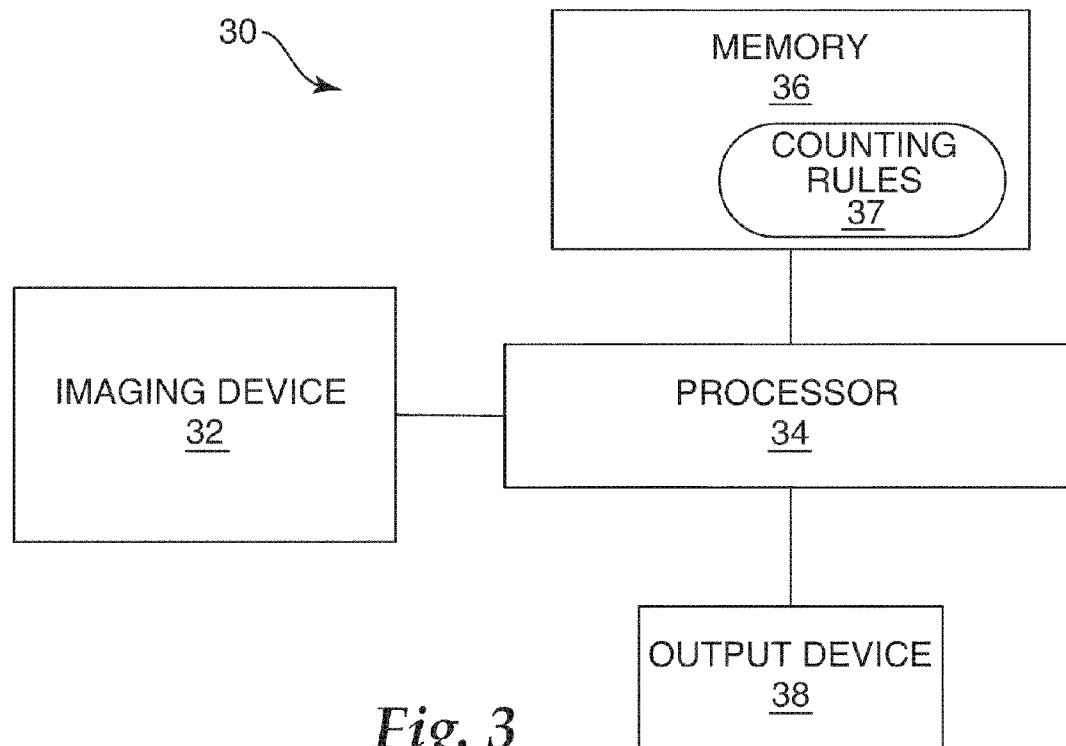 30
MEMORY
36
COUNTING
RULES
37
IMAGING DEVICE
32
PROCESSOR
34
OUTPUT DEVICE
38
Fig. 3